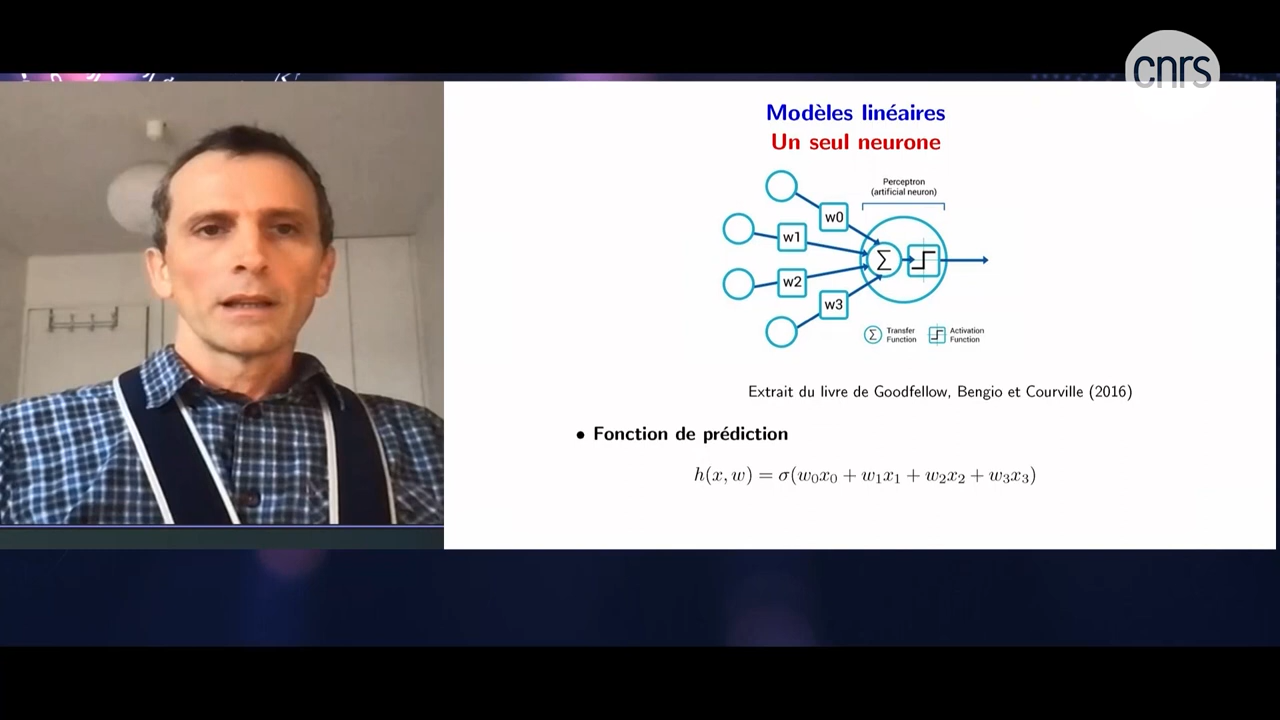 cnrs
Modèles linéaires
Un seul neurone
Perceptron
(artificial neuron)
w0
w1
w2
w3
Σ
Σ Transfer
Function
Activation
Function
Extrait du livre de Goodfellow, Bengio et Courville (2016)
• Fonction de prédiction
h(x, w) = σ(w₀x₀ + w₁x₁ + w₂x₂ + w₃x₃)